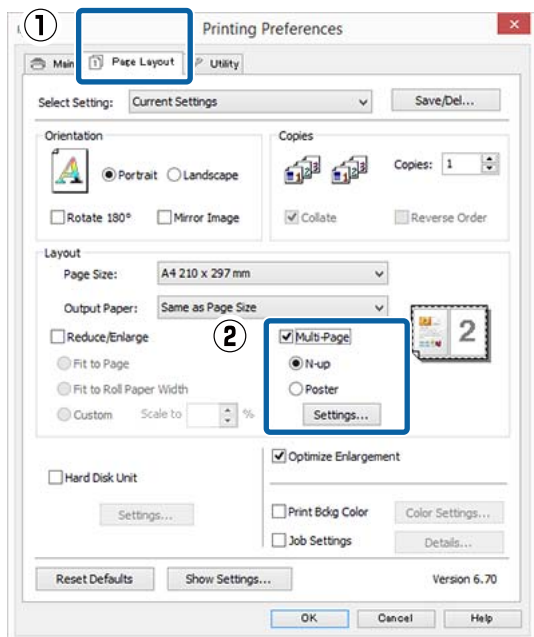 ①
Printing Preferences
Main Page Layout Utility
Select Setting: Current Settings Save/Del...
Orientation Copies
Portrait Landscape Copies: 1
Rotate 180° Mirror Image Collate Reverse Order
Layout
Page Size: A4 210 x 297 mm
Output Paper: Same as Page Size
②
Reduce/Enlarge Multi-Page 2
Fit to Page N-up
Fit to Roll Paper Width Poster
Custom Scale to % Settings...
Optimize Enlargement
Hard Disk Unit
Settings... Print Bckg Color Color Settings...
Job Settings Details...
Reset Defaults Show Settings... Version 6.70
OK Cancel Help